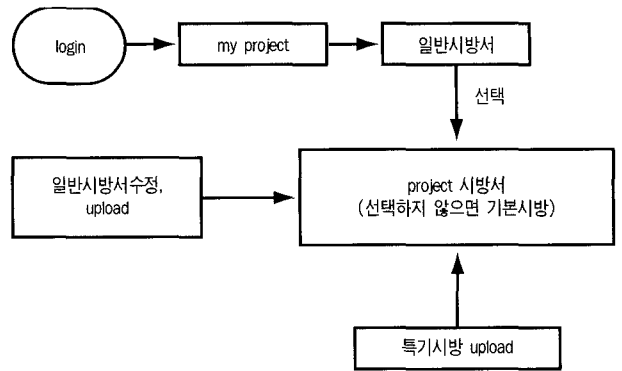 login
my project
일반시방서
선택
일반시방서수정,
upload
project 시방서
(선택하지 않으면 기본시방)
특기시방 upload